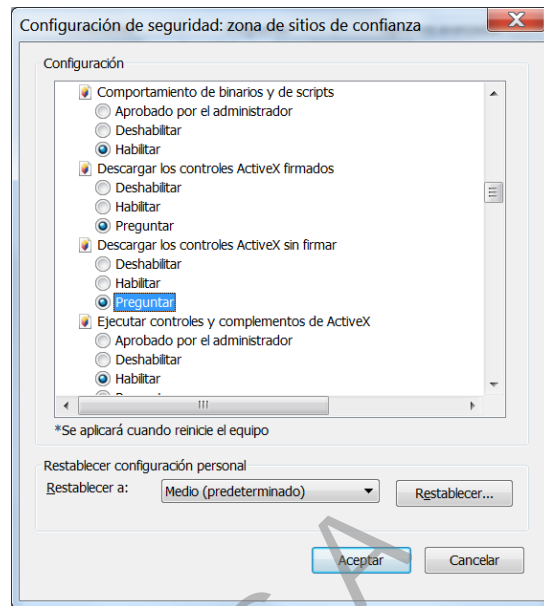 Configuración de seguridad: zona de sitios de confianza
Configuración
Comportamiento de binarios y de scripts
Aprobado por el administrador
Deshabilitar
Habilitar
Descargar los controles ActiveX firmados
Deshabilitar
Habilitar
Preguntar
Descargar los controles ActiveX sin firmar
Deshabilitar
Habilitar
Preguntar
Ejecutar controles y complementos de ActiveX
Aprobado por el administrador
Deshabilitar
Habilitar
*Se aplicará cuando reinicie el equipo
Restablecer configuración personal
Restablecer a: Medio (predeterminado) Restablecer...
Aceptar Cancelar